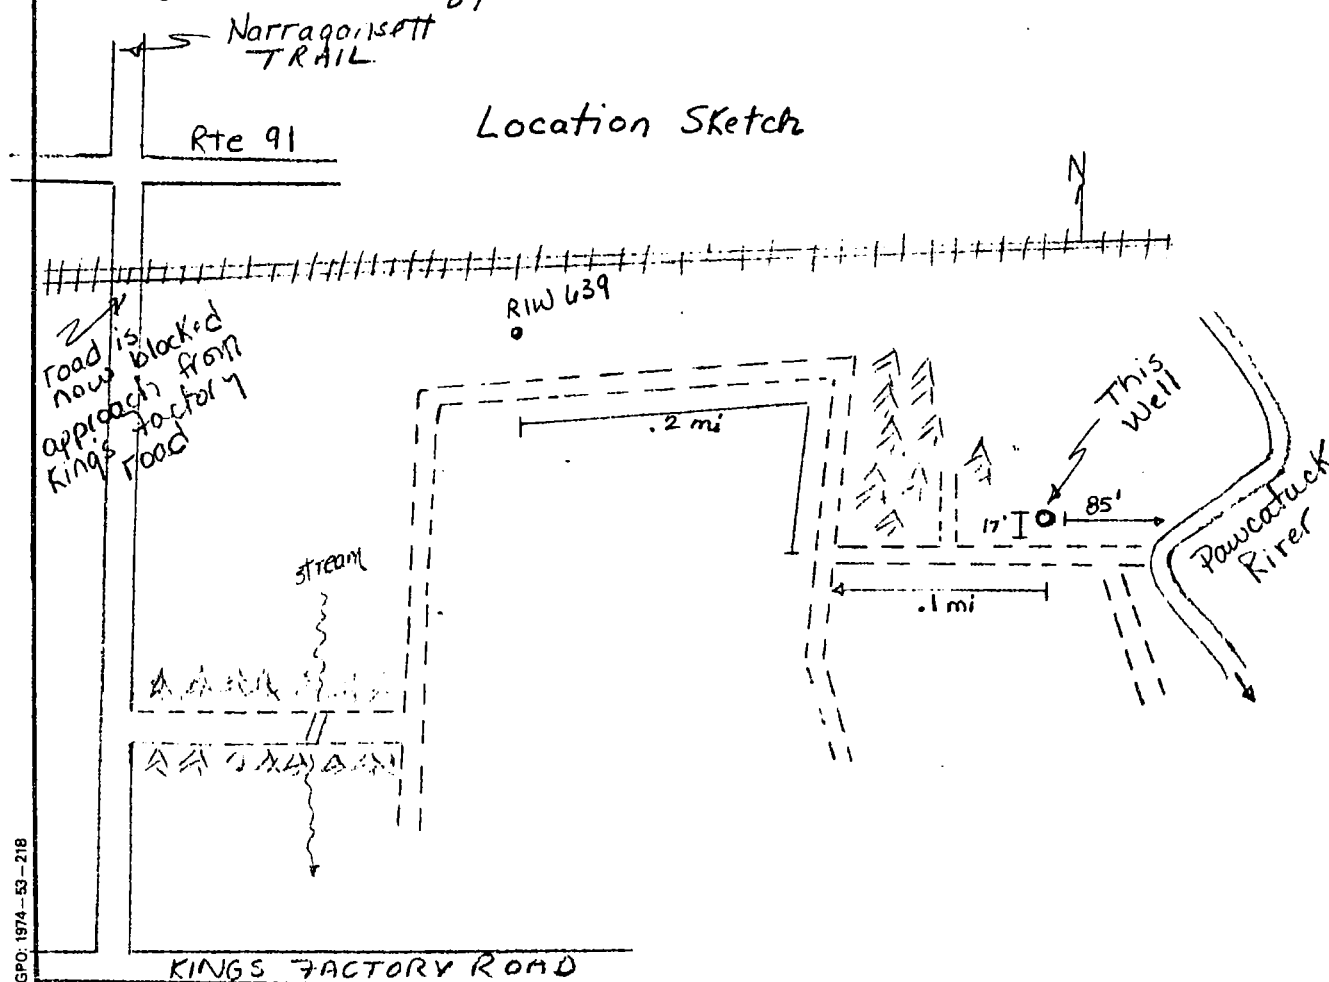 Narragansett
TRAIL.
Location Sketch
Rte 91
N
RIW 639
road is
now blocked
approach from
Kings Factory
road
This
Well
.2 mi
17'
85'
Pawcatuck
River
stream
.1 mi
KINGS FACTORY ROAD
GPO: 1974-53-218